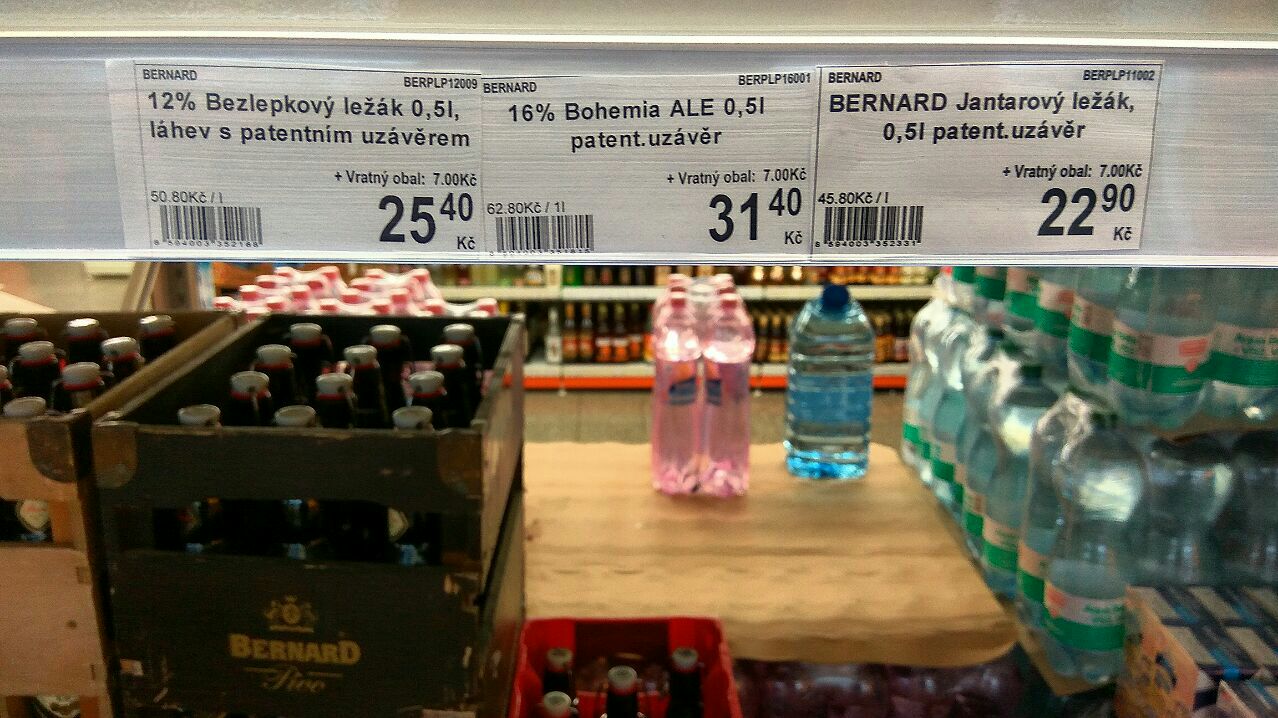 BERNARD
BERPLP12009
12% Bezlepkový ležák 0,5l,
láhev s patentním uzávěrem
+ Vratný obal: 7.00Kč
50.80Kč / l
25 40
Kč
BERNARD
BERPLP16001
16% Bohemia ALE 0,5l
patent.uzávěr
+ Vratný obal: 7.00Kč
62.80Kč / 1l
31 40
Kč
BERNARD
BERPLP11002
BERNARD Jantarový ležák,
0,5l patent.uzávěr
+ Vratný obal: 7.00Kč
45.80Kč / l
22 90
Kč
BERNARD
Pivo